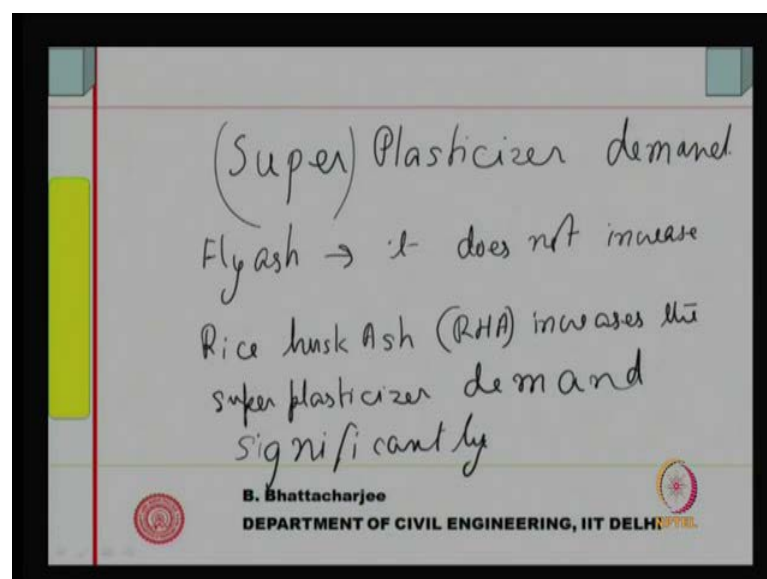 (Super) Plasticizer demand
Fly ash → it does not increase
Rice husk Ash (RHA) increases the
super plasticizer demand
significantly
B. Bhattacharjee
DEPARTMENT OF CIVIL ENGINEERING, IIT DELHI
NPTEL